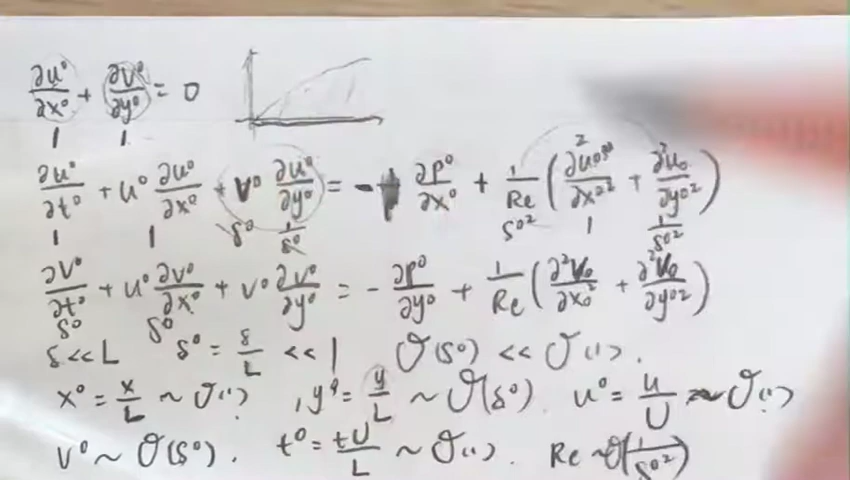 ∂u°/∂x° + ∂v°/∂y° = 0
1 1
∂u°/∂t° + u° ∂u°/∂x° + v° ∂u°/∂y° = - ∂p°/∂x° + 1/Re (∂²u°/∂x°² + ∂²u°/∂y°²)
1 1 δ° 1/δ° δ°² 1 1/δ°²
∂v°/∂t° + u° ∂v°/∂x° + v° ∂v°/∂y° = - ∂p°/∂y° + 1/Re (∂²v°/∂x°² + ∂²v°/∂y°²)
δ° δ°
δ << L δ° = δ/L << 1 O(δ°) << O(1).
x° = x/L ~ O(1) , y° = y/L ~ O(δ°) u° = u/U ~ O(1)
v° ~ O(δ°). t° = tU/L ~ O(1). Re ~ O(1/δ°²)